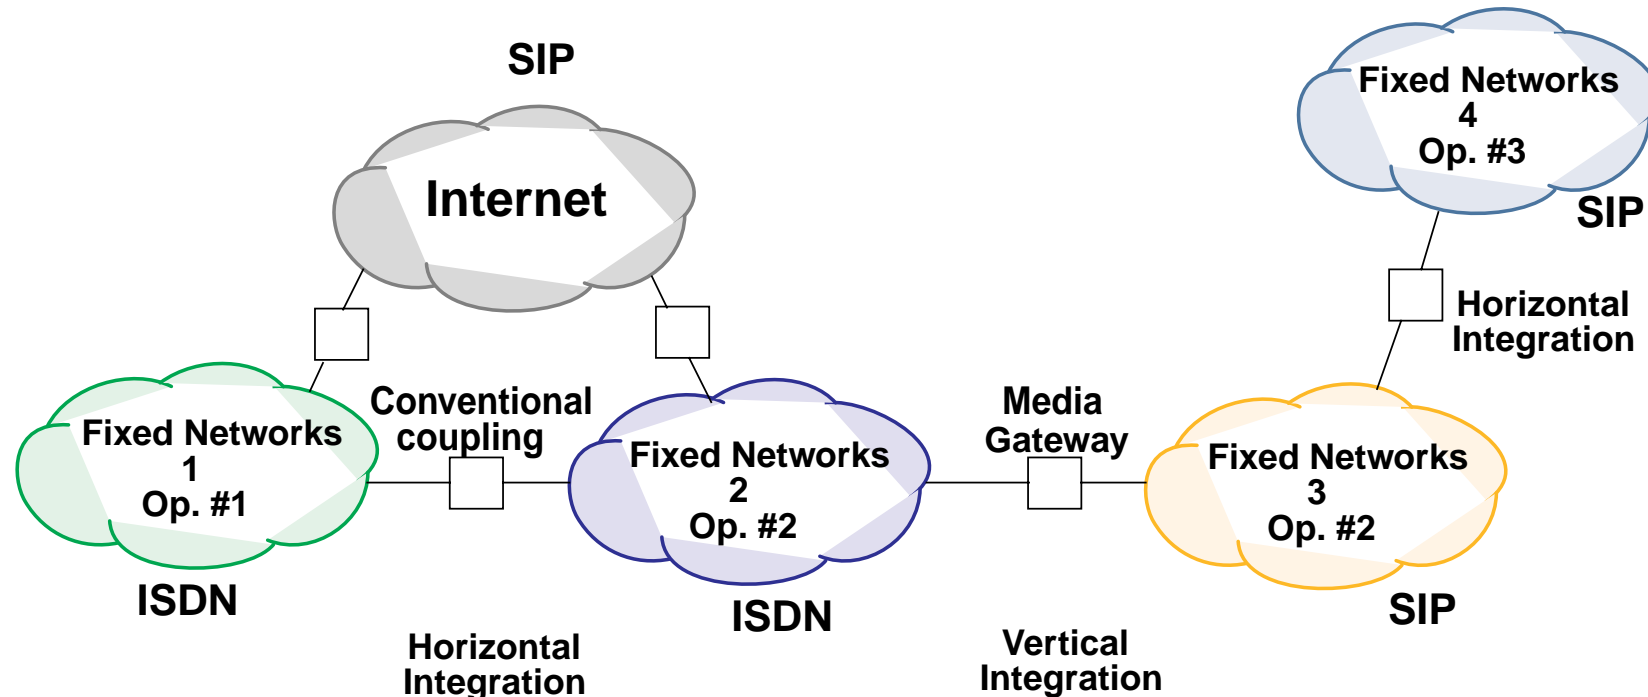 SIP
Internet
Fixed Networks
4
Op. #3
SIP
Horizontal
Integration
Conventional
coupling
Media
Gateway
Fixed Networks
1
Op. #1
ISDN
Fixed Networks
2
Op. #2
ISDN
Fixed Networks
3
Op. #2
SIP
Horizontal
Integration
Vertical
Integration